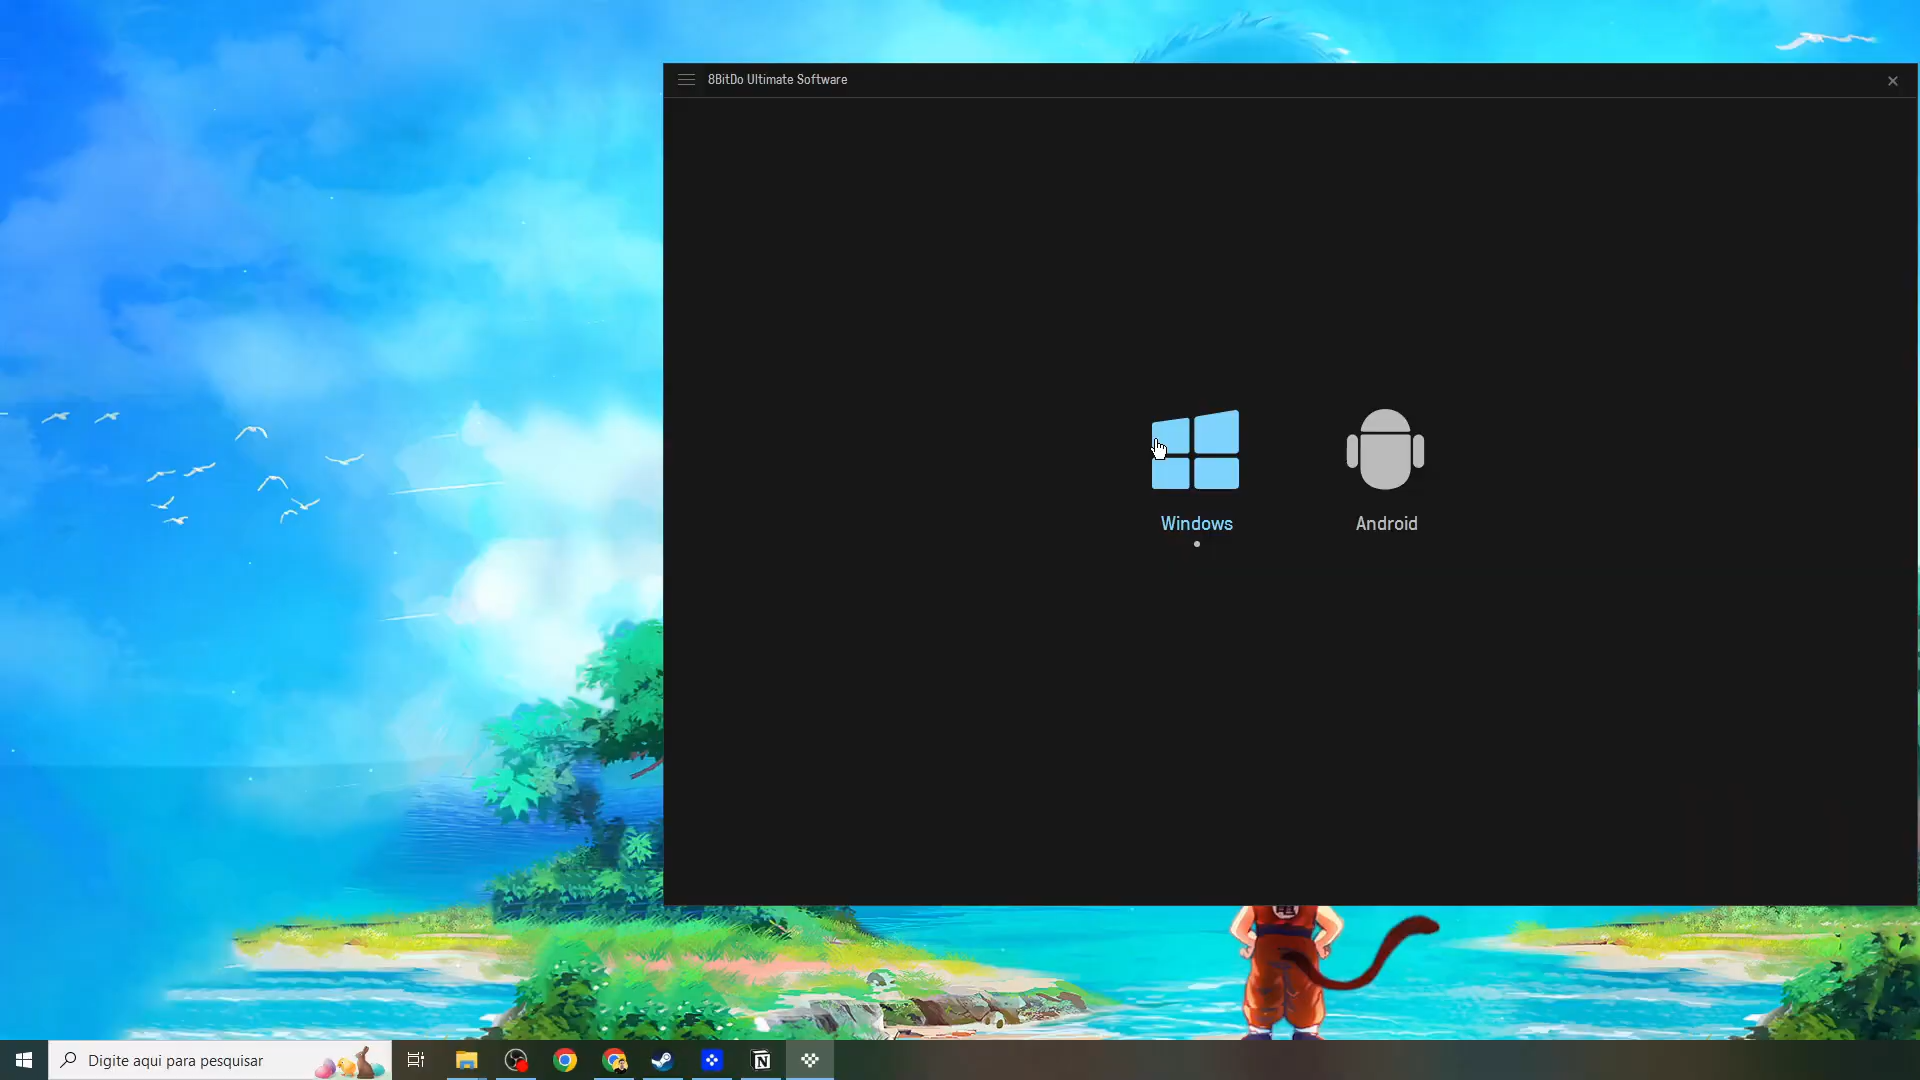 8BitDo Ultimate Software
Windows
Android
Digite aqui para pesquisar